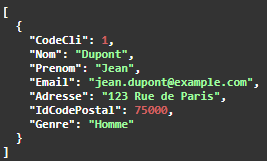 [
  {
    "CodeCli": 1,
    "Nom": "Dupont",
    "Prenom": "Jean",
    "Email": "jean.dupont@example.com",
    "Adresse": "123 Rue de Paris",
    "IdCodePostal": 75000,
    "Genre": "Homme"
  }
]